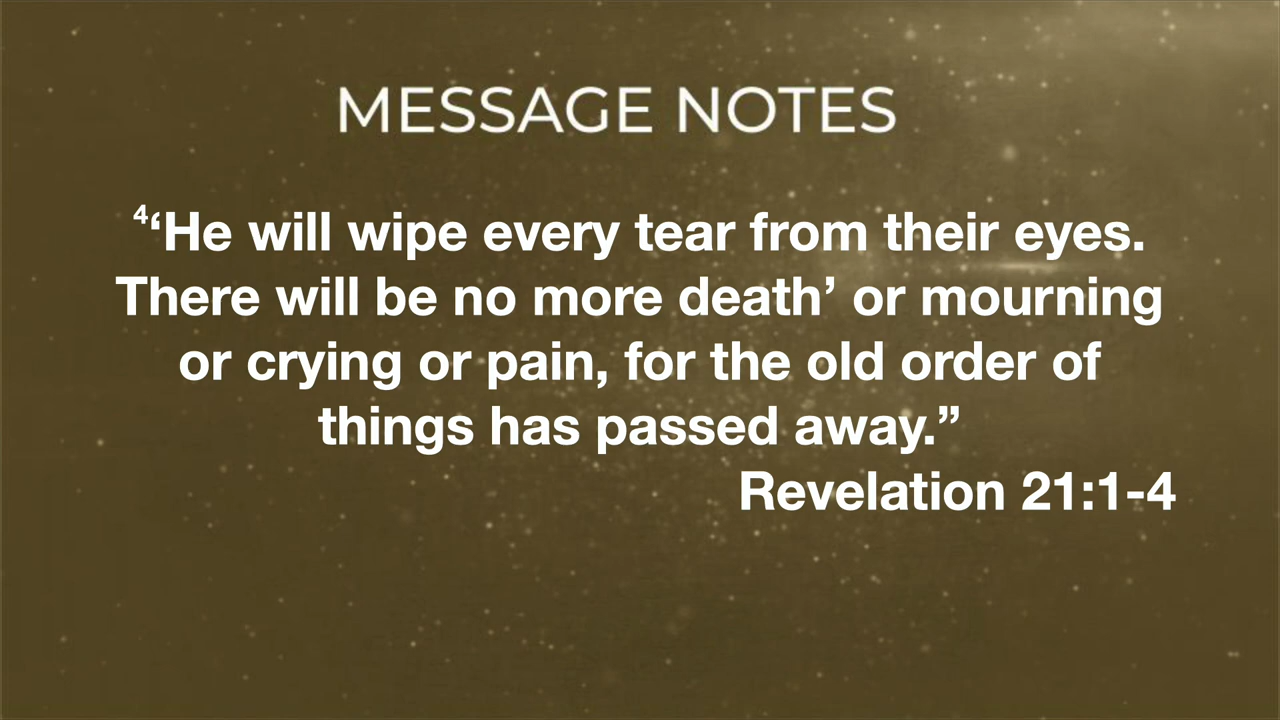 MESSAGE NOTES
⁴‘He will wipe every tear from their eyes.
There will be no more death’ or mourning
or crying or pain, for the old order of
things has passed away.”
Revelation 21:1-4